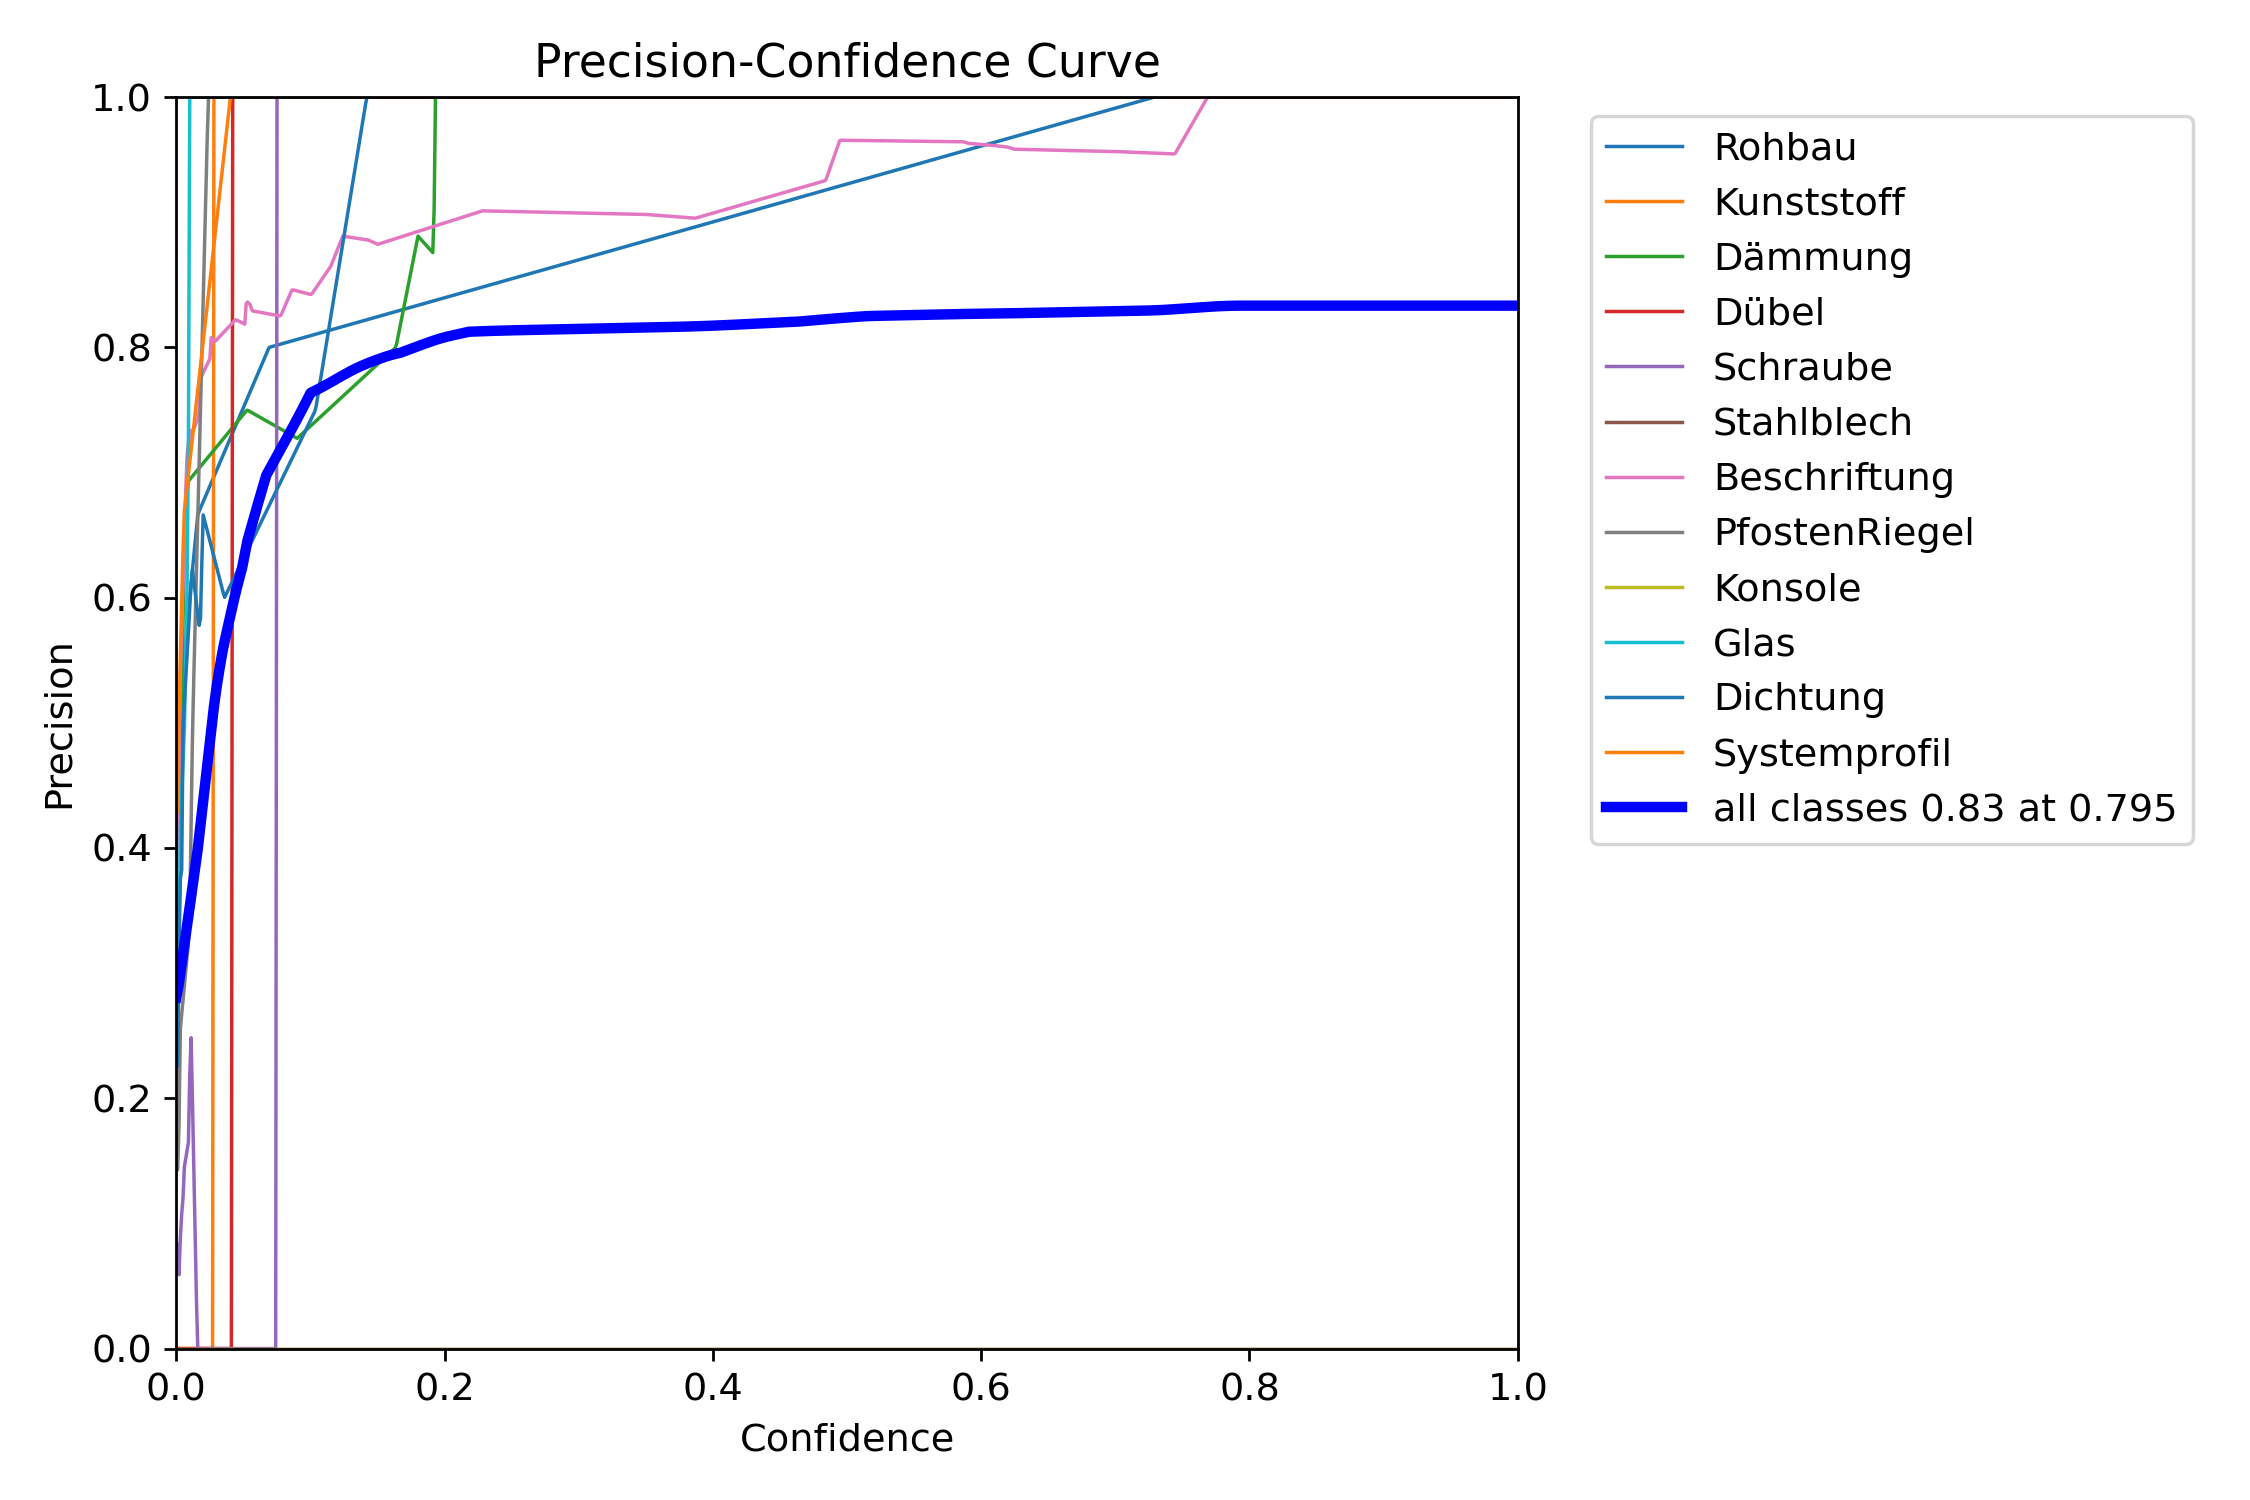 Precision-Confidence Curve
1.0
0.8
0.6
0.4
0.2
0.0
Precision
0.0 0.2 0.4 0.6 0.8 1.0
Confidence
Rohbau
Kunststoff
Dämmung
Dübel
Schraube
Stahlblech
Beschriftung
PfostenRiegel
Konsole
Glas
Dichtung
Systemprofil
all classes 0.83 at 0.795